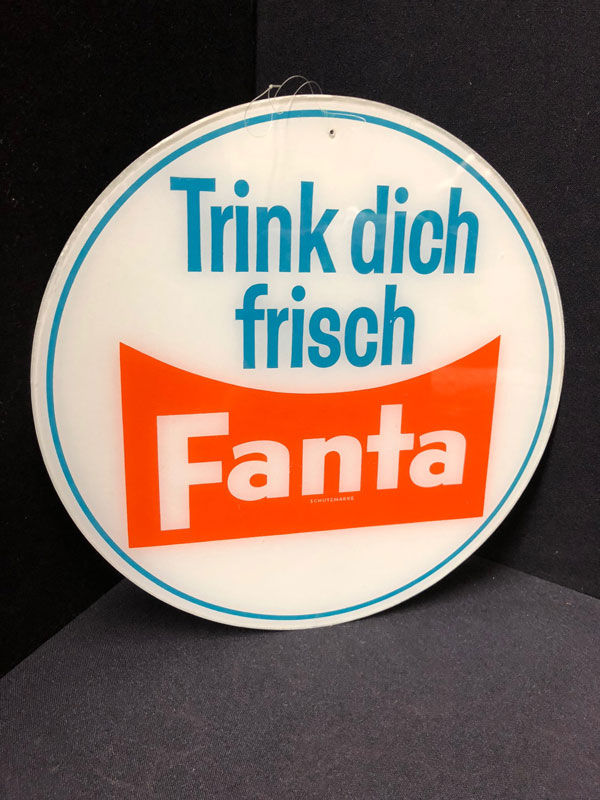 Trink dich
frisch
Fanta
SCHUTZMARKE